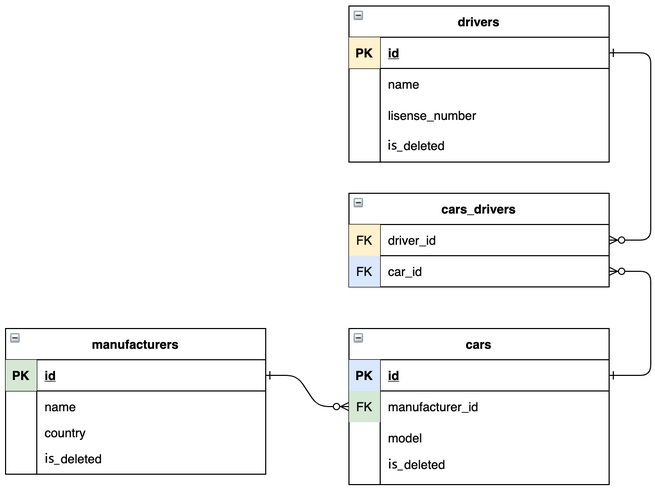 drivers
PK id
name
lisense_number
is_deleted
cars_drivers
FK driver_id
FK car_id
manufacturers
PK id
name
country
is_deleted
cars
PK id
FK manufacturer_id
model
is_deleted